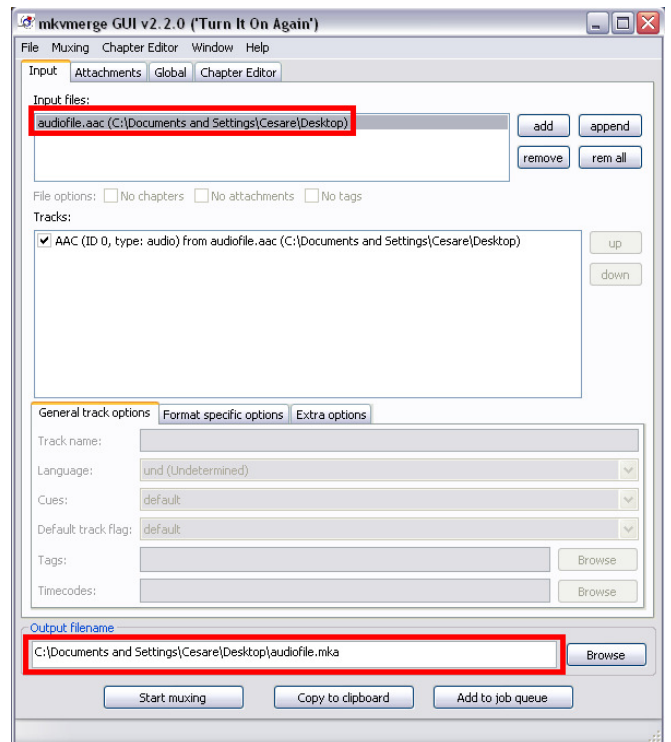 mkvmerge GUI v2.2.0 ('Turn It On Again')
File Muxing Chapter Editor Window Help
Input Attachments Global Chapter Editor
Input files:
audiofile.aac (C:\Documents and Settings\Cesare\Desktop)
add append
remove rem all
File options: No chapters No attachments No tags
Tracks:
AAC (ID 0, type: audio) from audiofile.aac (C:\Documents and Settings\Cesare\Desktop)
up
down
General track options Format specific options Extra options
Track name:
Language: und (Undetermined)
Cues: default
Default track flag: default
Tags: Browse
Timecodes: Browse
Output filename
C:\Documents and Settings\Cesare\Desktop\audiofile.mka Browse
Start muxing Copy to clipboard Add to job queue